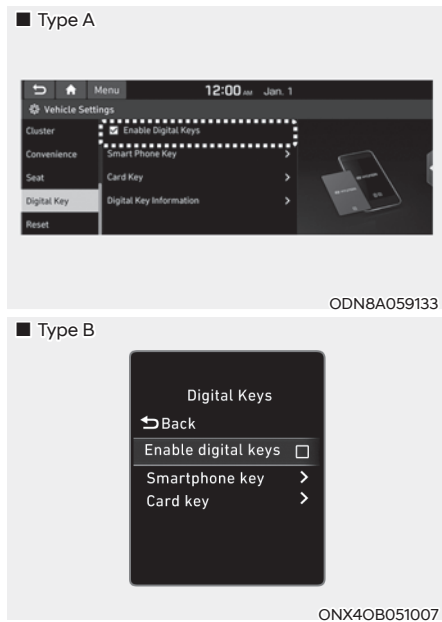 ■ Type A
Menu 12:00 AM Jan. 1
Vehicle Settings
Cluster
Enable Digital Keys
Convenience
Smart Phone Key
Seat
Card Key
Digital Key
Digital Key Information
Reset
ODN8A059133
■ Type B
Digital Keys
Back
Enable digital keys
Smartphone key
Card key
ONX4OB051007